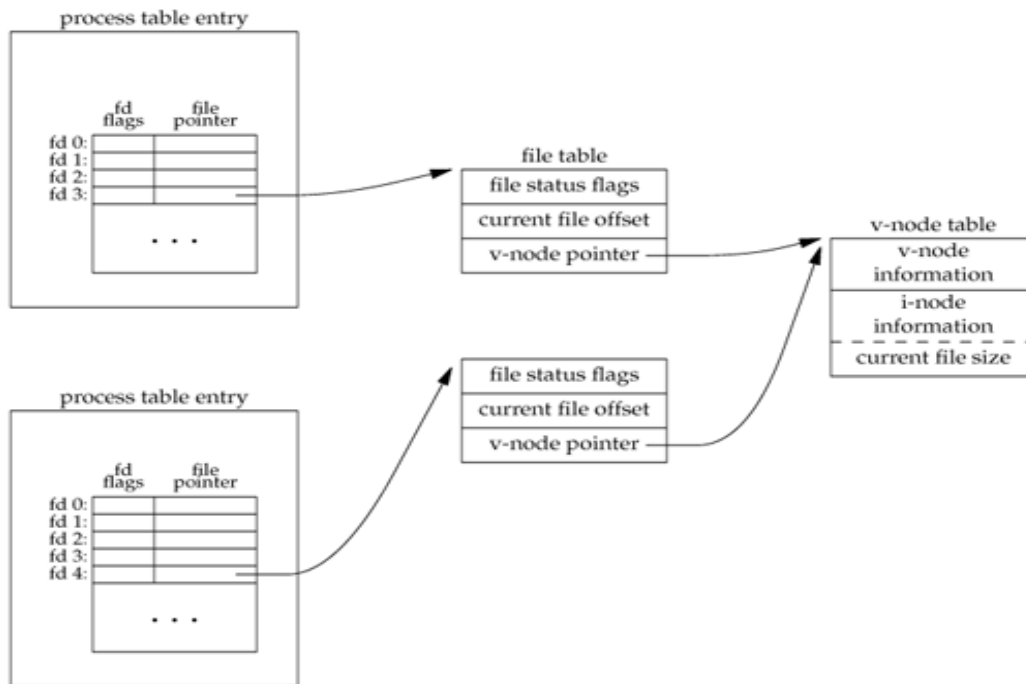 process table entry
fd flags
file pointer
fd 0:
fd 1:
fd 2:
fd 3:
. . .
file table
file status flags
current file offset
v-node pointer
v-node table
v-node information
i-node information
current file size
process table entry
fd flags
file pointer
fd 0:
fd 1:
fd 2:
fd 3:
fd 4:
. . .
file status flags
current file offset
v-node pointer